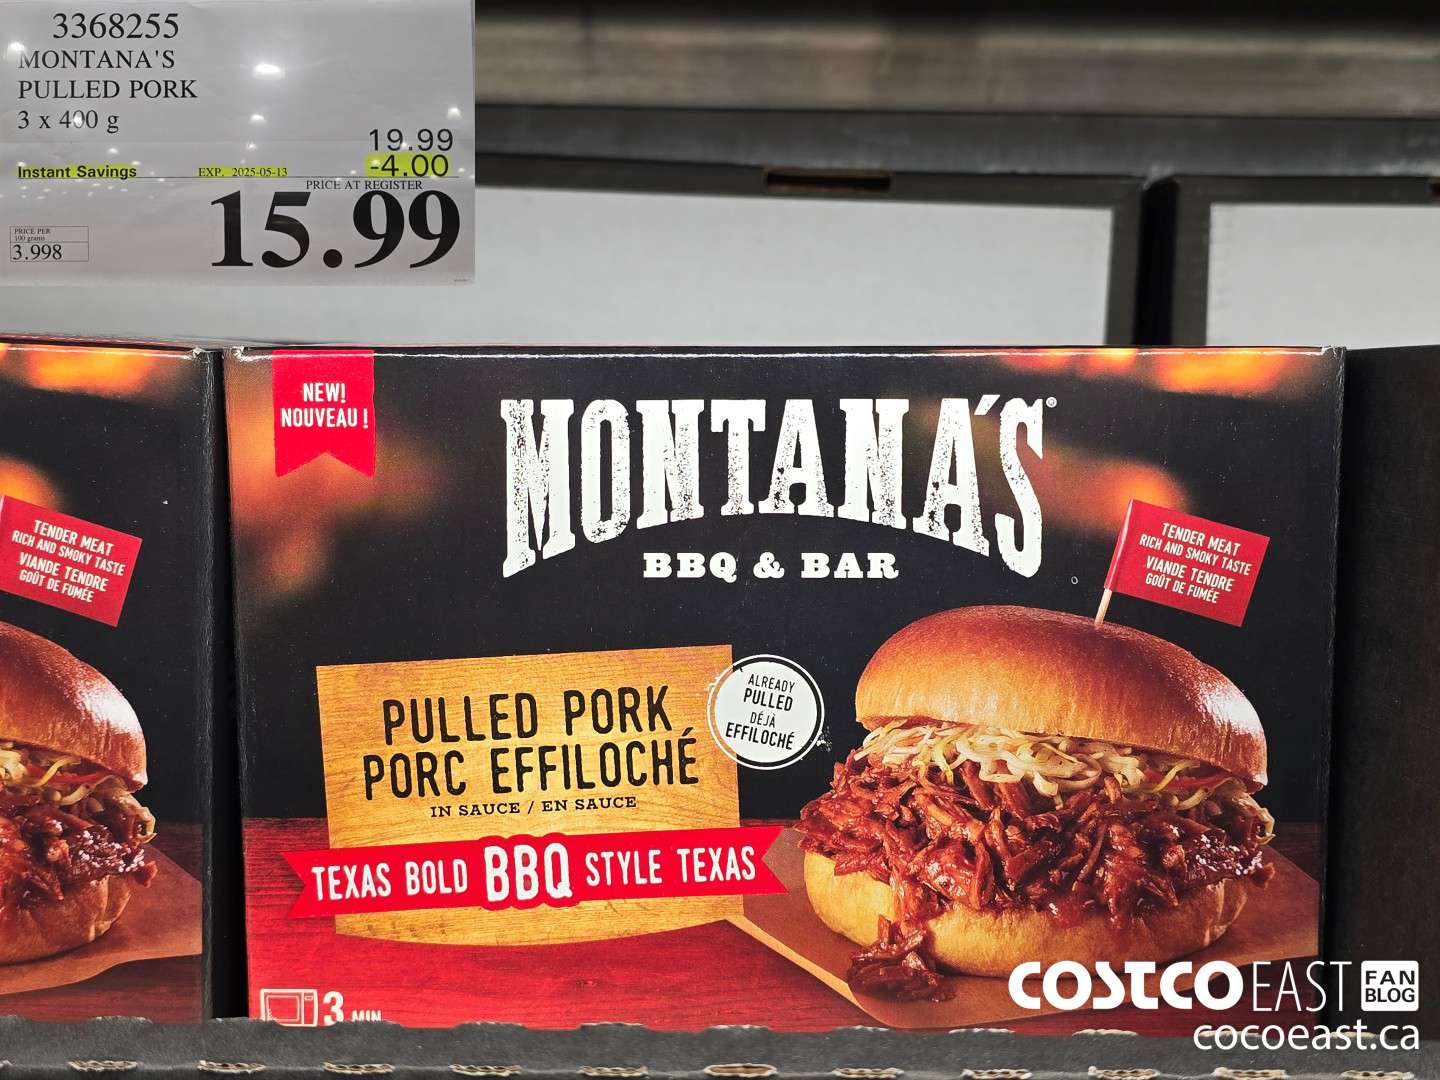 3368255
MONTANA'S
PULLED PORK
3 x 400 g
19.99
Instant Savings EXP. 2025-05-13 -4.00
PRICE AT REGISTER
15.99
PRICE PER
100 grams
3.998
NEW!
NOUVEAU !
MONTANA'S®
BBQ & BAR
TENDER MEAT
RICH AND SMOKY TASTE
VIANDE TENDRE
GOÛT DE FUMÉE
TENDER MEAT
RICH AND SMOKY TASTE
VIANDE TENDRE
GOÛT DE FUMÉE
PULLED PORK
PORC EFFILOCHÉ
IN SAUCE / EN SAUCE
ALREADY
PULLED
DÉJÀ
EFFILOCHÉ
TEXAS BOLD BBQ STYLE TEXAS
3 MIN
COSTCO EAST FAN
BLOG
cocoeast.ca